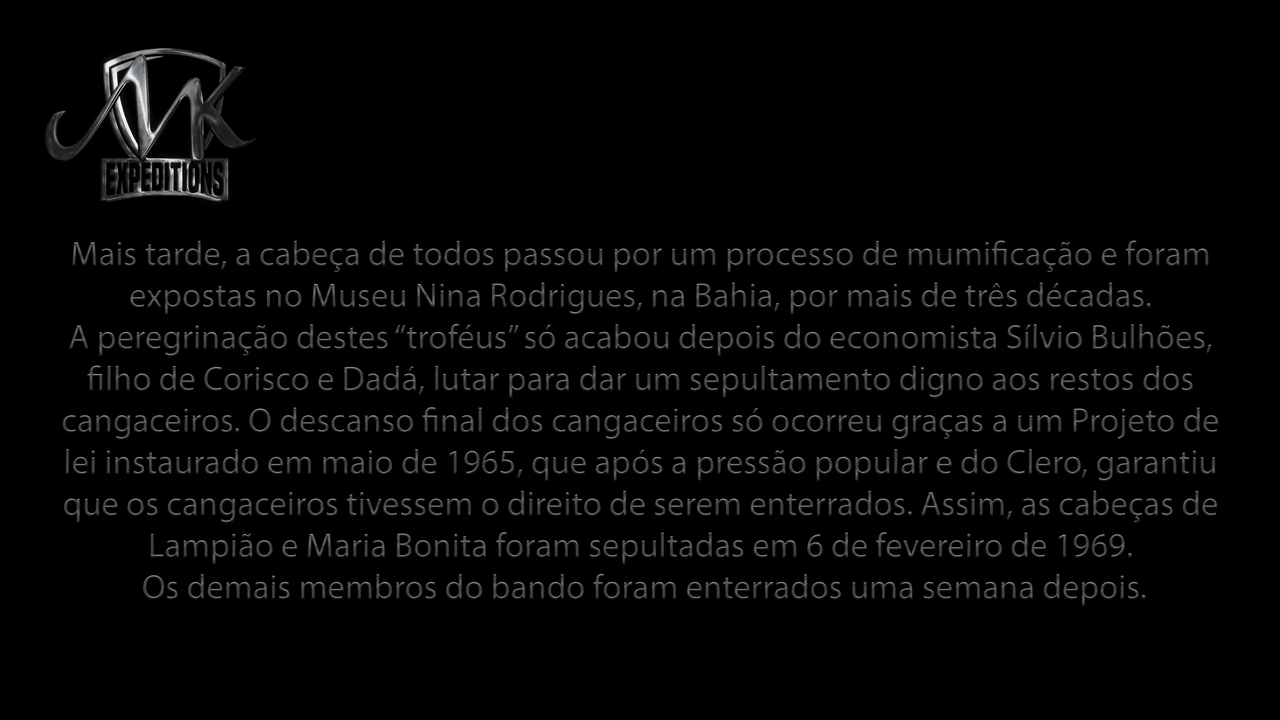 MK
EXPEDITIONS
Mais tarde, a cabeça de todos passou por um processo de mumificação e foram
expostas no Museu Nina Rodrigues, na Bahia, por mais de três décadas.
A peregrinação destes “troféus” só acabou depois do economista Sílvio Bulhões,
filho de Corisco e Dadá, lutar para dar um sepultamento digno aos restos dos
cangaceiros. O descanso final dos cangaceiros só ocorreu graças a um Projeto de
lei instaurado em maio de 1965, que após a pressão popular e do Clero, garantiu
que os cangaceiros tivessem o direito de serem enterrados. Assim, as cabeças de
Lampião e Maria Bonita foram sepultadas em 6 de fevereiro de 1969.
Os demais membros do bando foram enterrados uma semana depois.